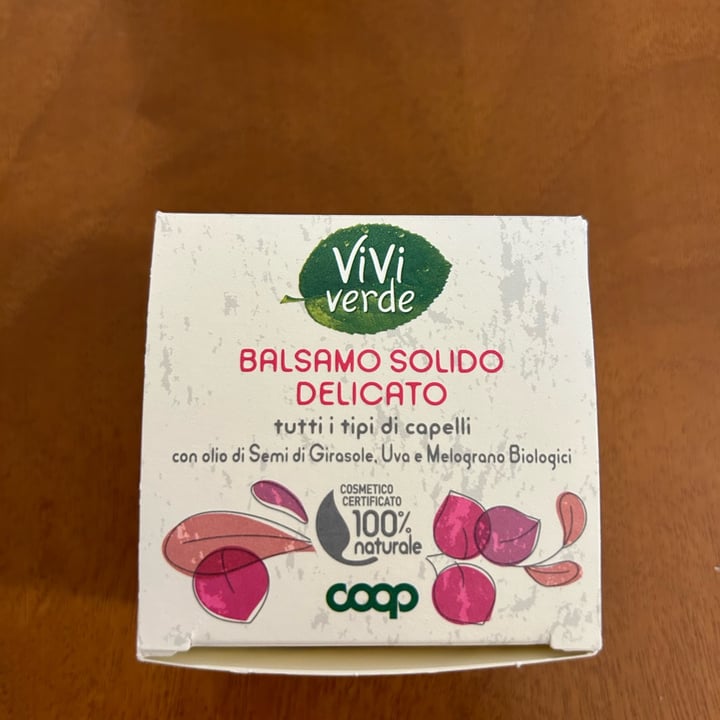 ViVi
verde
BALSAMO SOLIDO
DELICATO
tutti i tipi di capelli
con olio di Semi di Girasole, Uva e Melograno Biologici
COSMETICO
CERTIFICATO
100%
naturale
coop